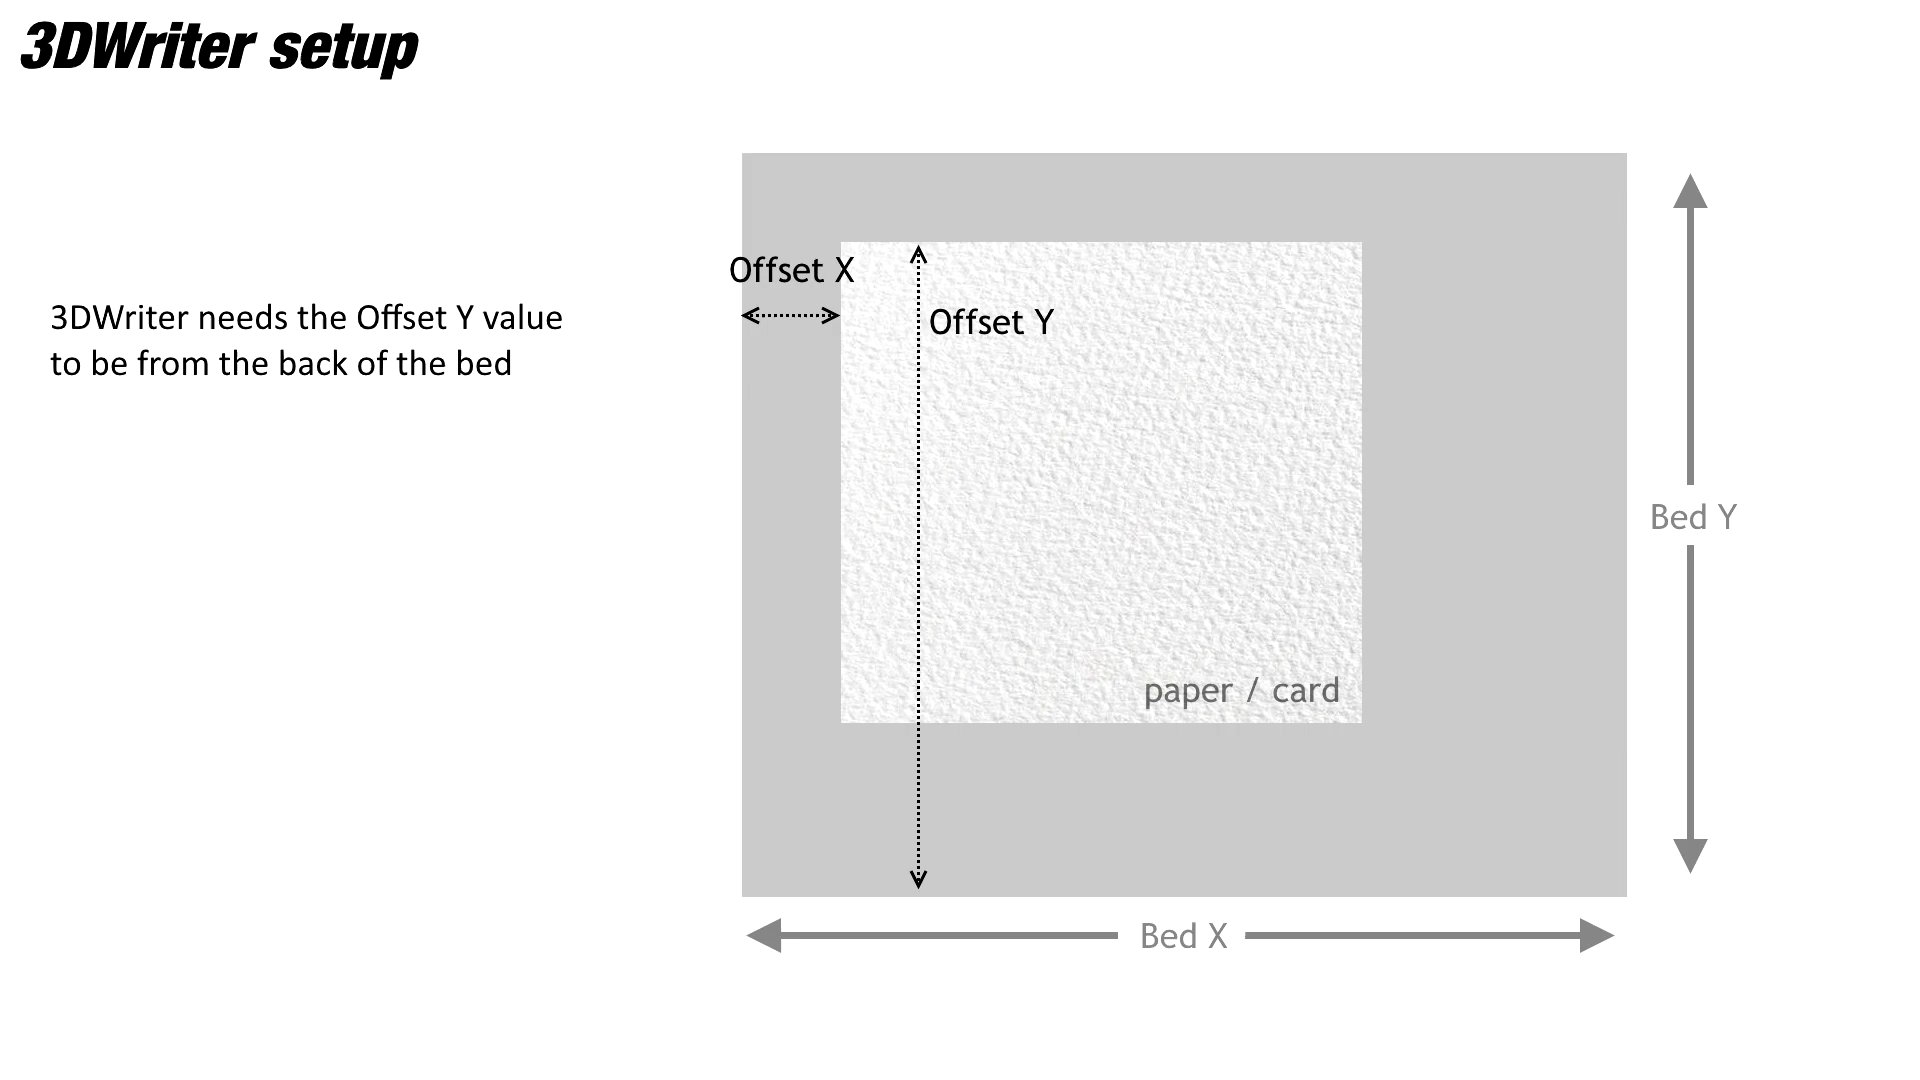 3DWriter setup
Offset X
3DWriter needs the Offset Y value
to be from the back of the bed
Offset Y
Bed Y
paper / card
Bed X